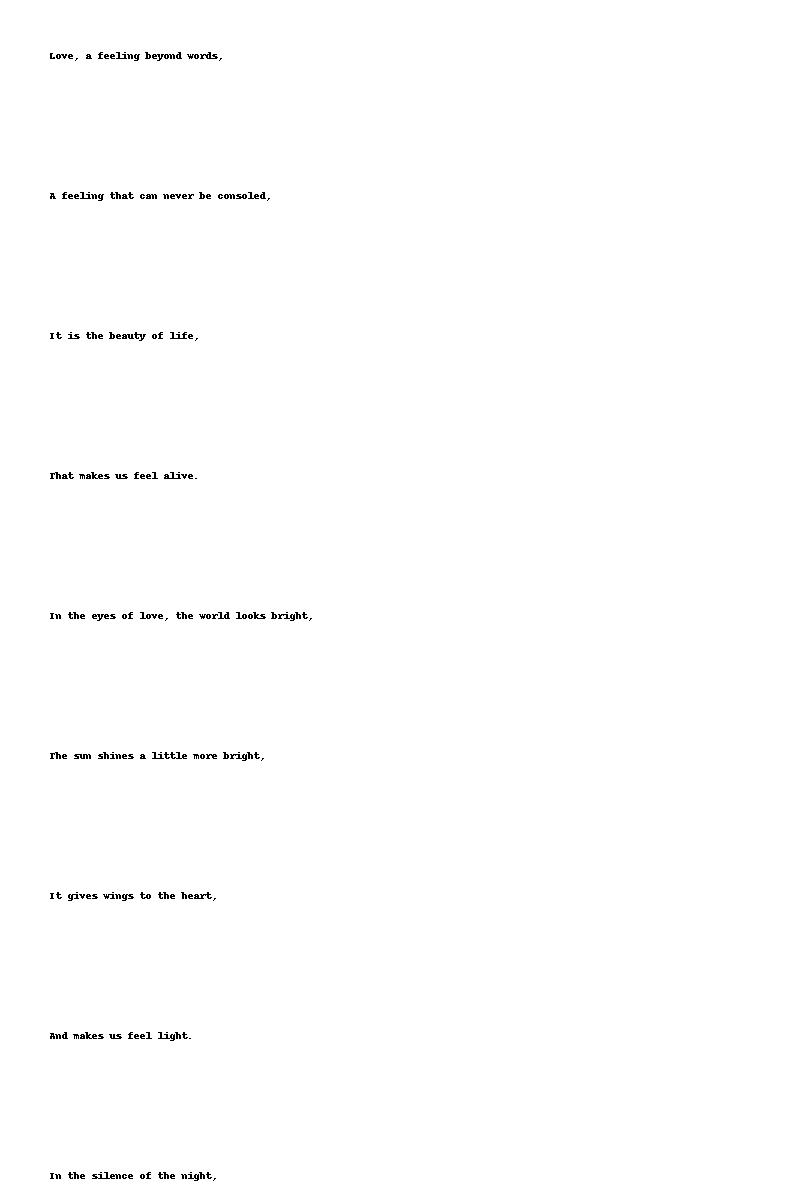 Love, a feeling beyond words,
A feeling that can never be consoled,
It is the beauty of life,
That makes us feel alive.
In the eyes of love, the world looks bright,
The sun shines a little more bright,
It gives wings to the heart,
And makes us feel light.
In the silence of the night,